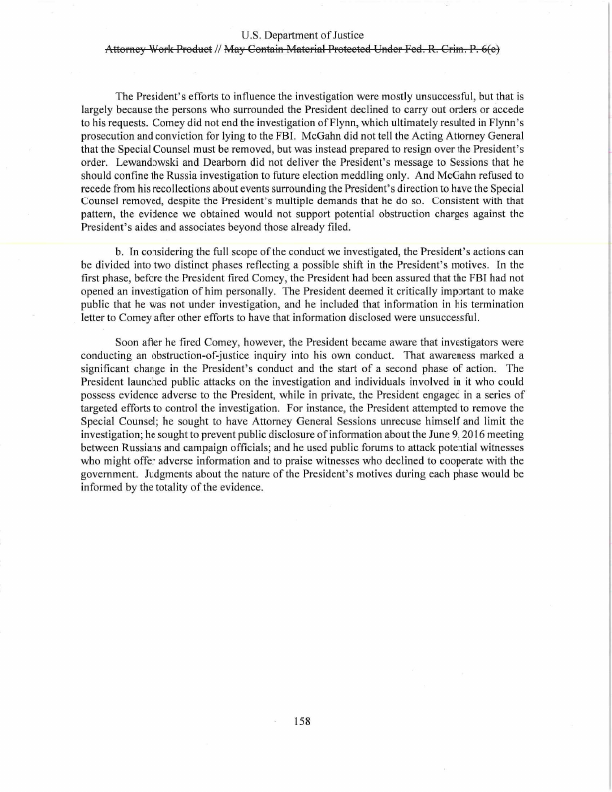 U.S. Department of Justice
Attorney Work Product // May Contain Material Protected Under Fed. R. Crim. P. 6(e)
The President's efforts to influence the investigation were mostly unsuccessful, but that is
largely because the persons who surrounded the President declined to carry out orders or accede
to his requests. Comey did not end the investigation of Flynn, which ultimately resulted in Flynn's
prosecution and conviction for lying to the FBI. McGahn did not tell the Acting Attorney General
that the Special Counsel must be removed, but was instead prepared to resign over the President's
order. Lewandowski and Dearborn did not deliver the President's message to Sessions that he
should confine the Russia investigation to future election meddling only. And McGahn refused to
recede from his recollections about events surrounding the President's direction to have the Special
Counsel removed, despite the President's multiple demands that he do so. Consistent with that
pattern, the evidence we obtained would not support potential obstruction charges against the
President's aides and associates beyond those already filed.
b. In considering the full scope of the conduct we investigated, the President's actions can
be divided into two distinct phases reflecting a possible shift in the President's motives. In the
first phase, before the President fired Comey, the President had been assured that the FBI had not
opened an investigation of him personally. The President deemed it critically important to make
public that he was not under investigation, and he included that information in his termination
letter to Comey after other efforts to have that information disclosed were unsuccessful.
Soon after he fired Comey, however, the President became aware that investigators were
conducting an obstruction-of-justice inquiry into his own conduct. That awareness marked a
significant change in the President's conduct and the start of a second phase of action. The
President launched public attacks on the investigation and individuals involved in it who could
possess evidence adverse to the President, while in private, the President engaged in a series of
targeted efforts to control the investigation. For instance, the President attempted to remove the
Special Counsel; he sought to have Attorney General Sessions unrecuse himself and limit the
investigation; he sought to prevent public disclosure of information about the June 9, 2016 meeting
between Russians and campaign officials; and he used public forums to attack potential witnesses
who might offer adverse information and to praise witnesses who declined to cooperate with the
government. Judgments about the nature of the President's motives during each phase would be
informed by the totality of the evidence.
158